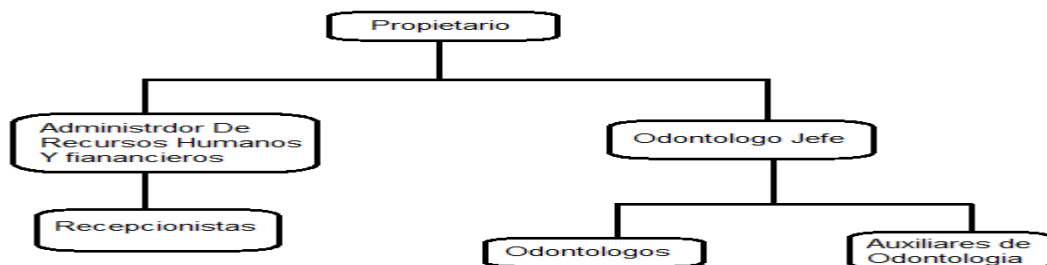 Propietario
Administrdor De
Recursos Humanos
Y fianancieros
Odontologo Jefe
Recepcionistas
Odontologos
Auxiliares de
Odontologia